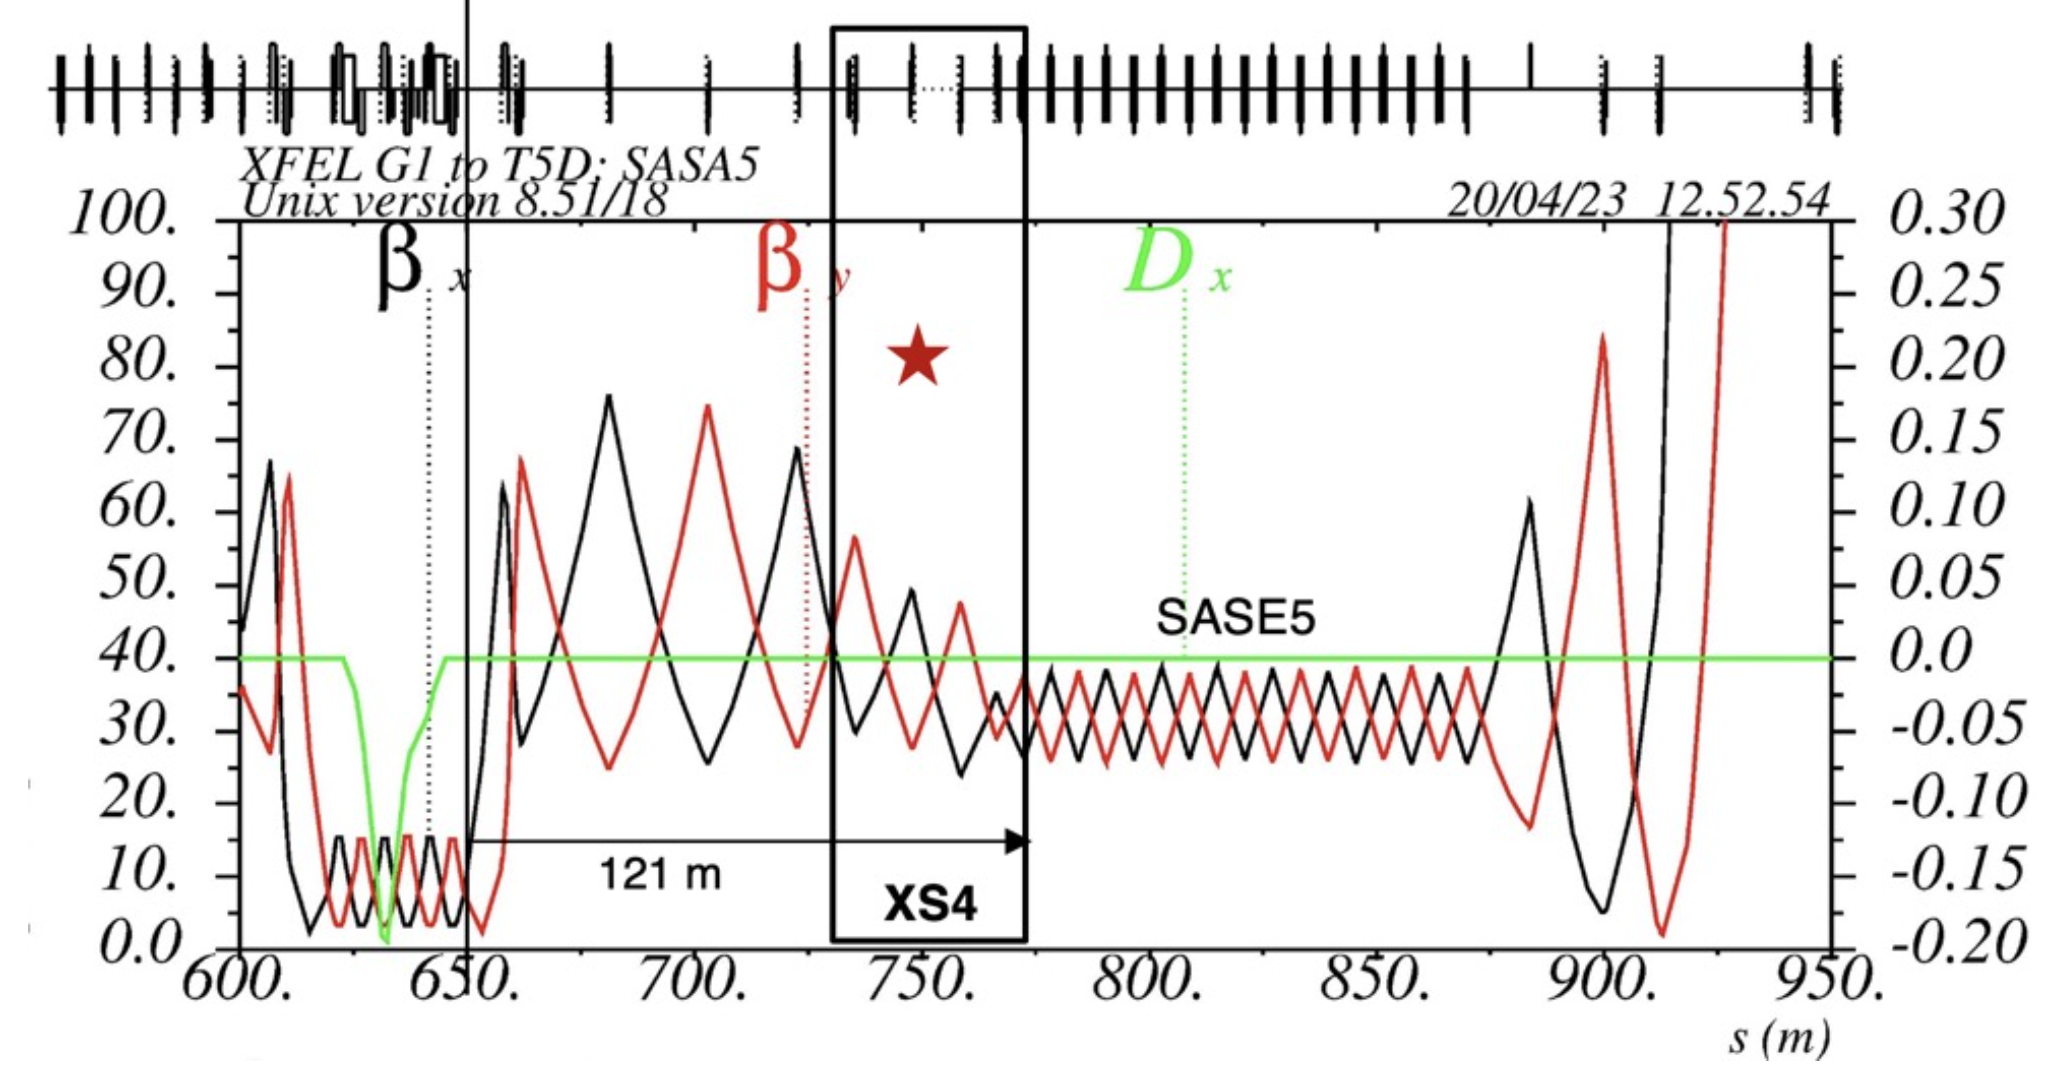 XFEL G1 to T5D; SASA5
Unix version 8.51/18
20/04/23 12.52.54
100.
90.
80.
70.
60.
50.
40.
30.
20.
10.
0.0
0.30
0.25
0.20
0.15
0.10
0.05
0.0
-0.05
-0.10
-0.15
-0.20
β x
β y
D x
SASE5
121 m
XS4
600. 650. 700. 750. 800. 850. 900. 950.
s (m)